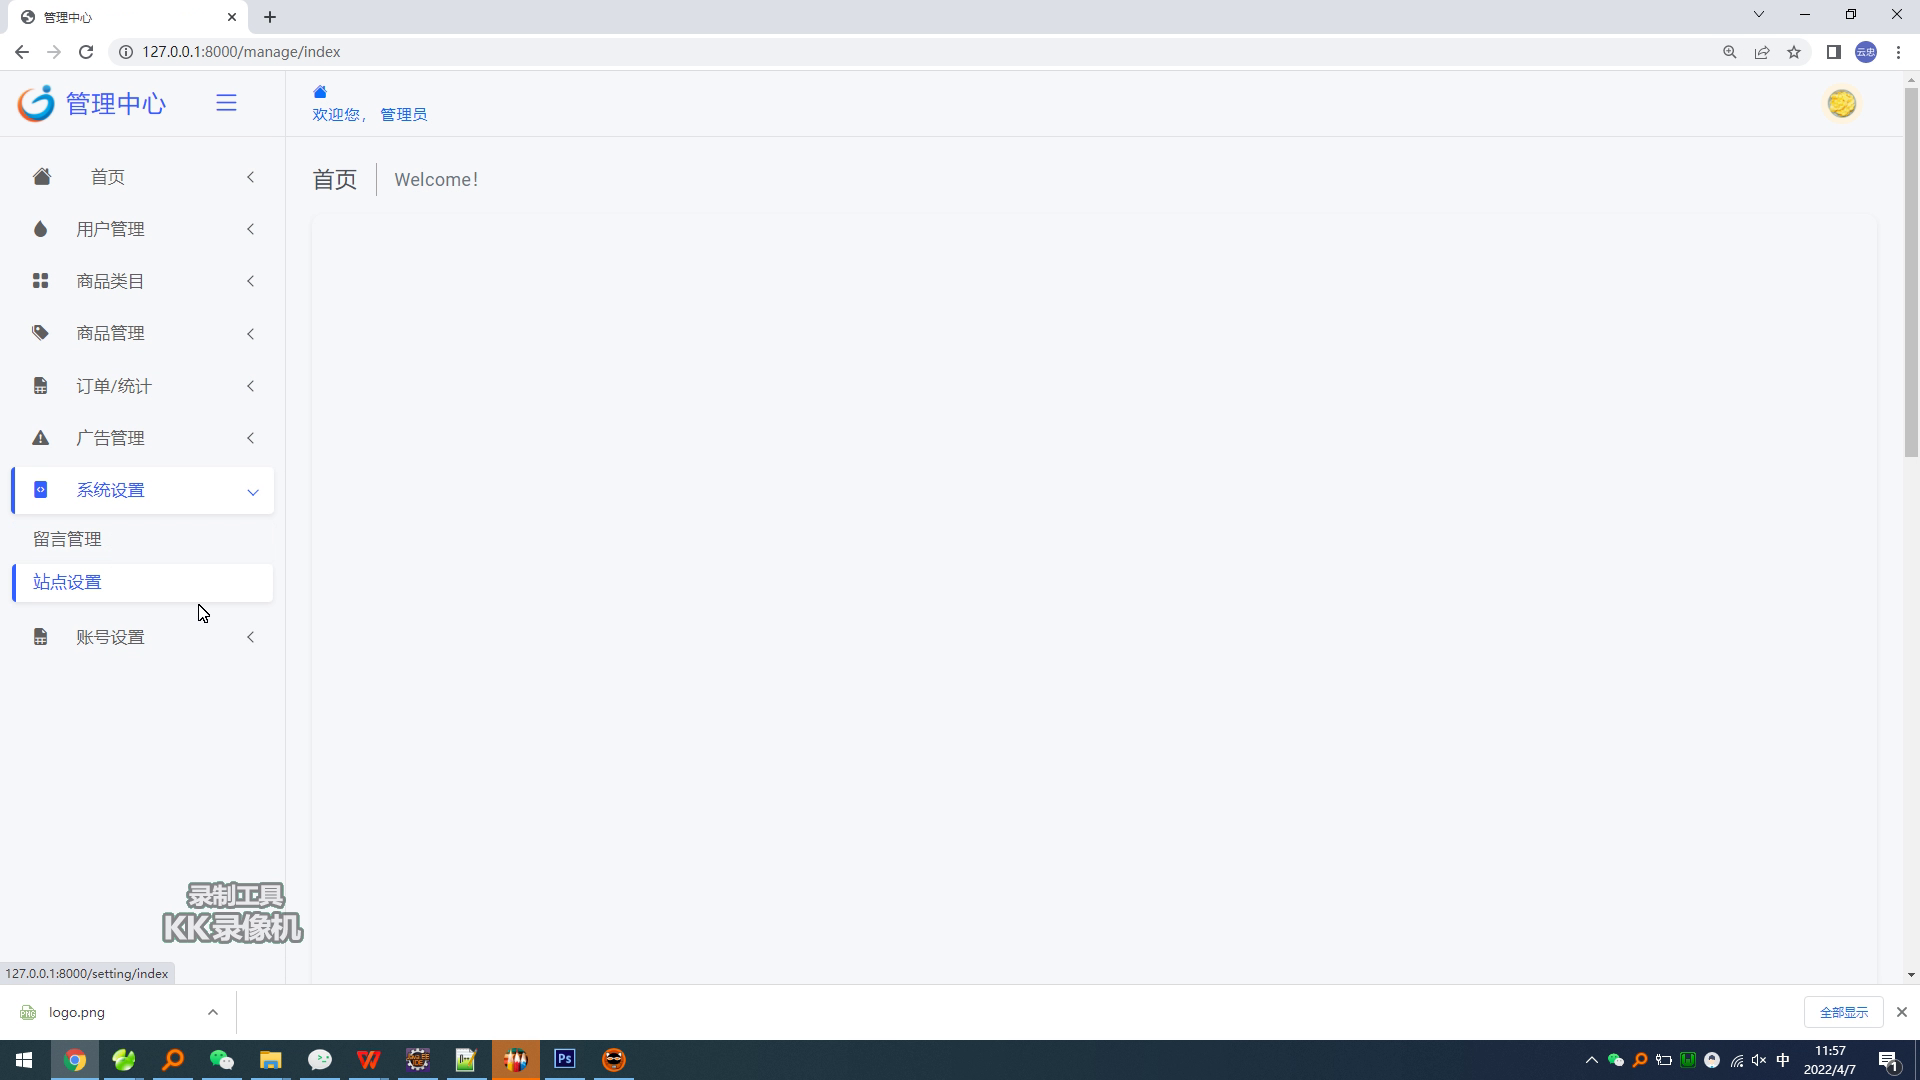 管理中心
127.0.0.1:8000/manage/index
云忠
管理中心
欢迎您， 管理员
首页
用户管理
商品类目
商品管理
订单/统计
广告管理
系统设置
留言管理
站点设置
账号设置
首页
Welcome!
录制工具
KK录像机
127.0.0.1:8000/setting/index
logo.png
全部显示
Ps
中
11:57
2022/4/7
1